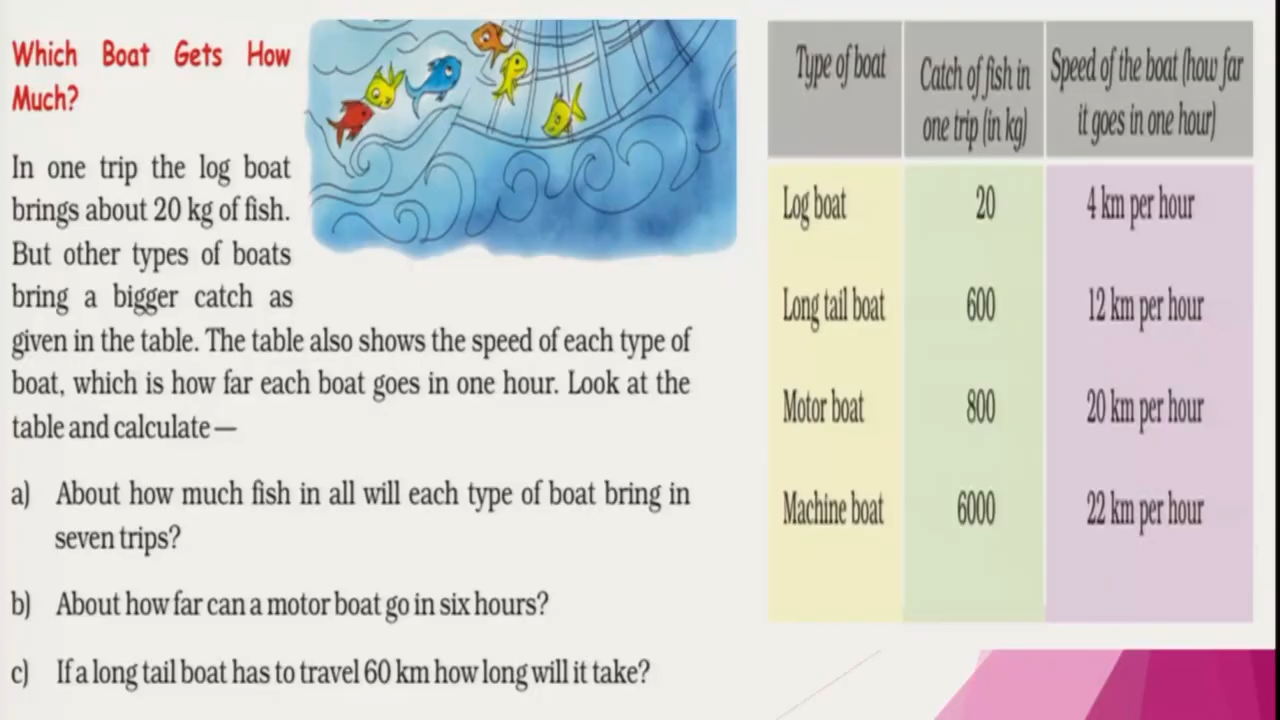 Which Boat Gets How
Much?
In one trip the log boat
brings about 20 kg of fish.
But other types of boats
bring a bigger catch as
given in the table. The table also shows the speed of each type of
boat, which is how far each boat goes in one hour. Look at the
table and calculate —
a) About how much fish in all will each type of boat bring in
seven trips?
b) About how far can a motor boat go in six hours?
c) If a long tail boat has to travel 60 km how long will it take?
Type of boat Catch of fish in one trip (in kg) Speed of the boat (how far it goes in one hour)
Log boat 20 4 km per hour
Long tail boat 600 12 km per hour
Motor boat 800 20 km per hour
Machine boat 6000 22 km per hour